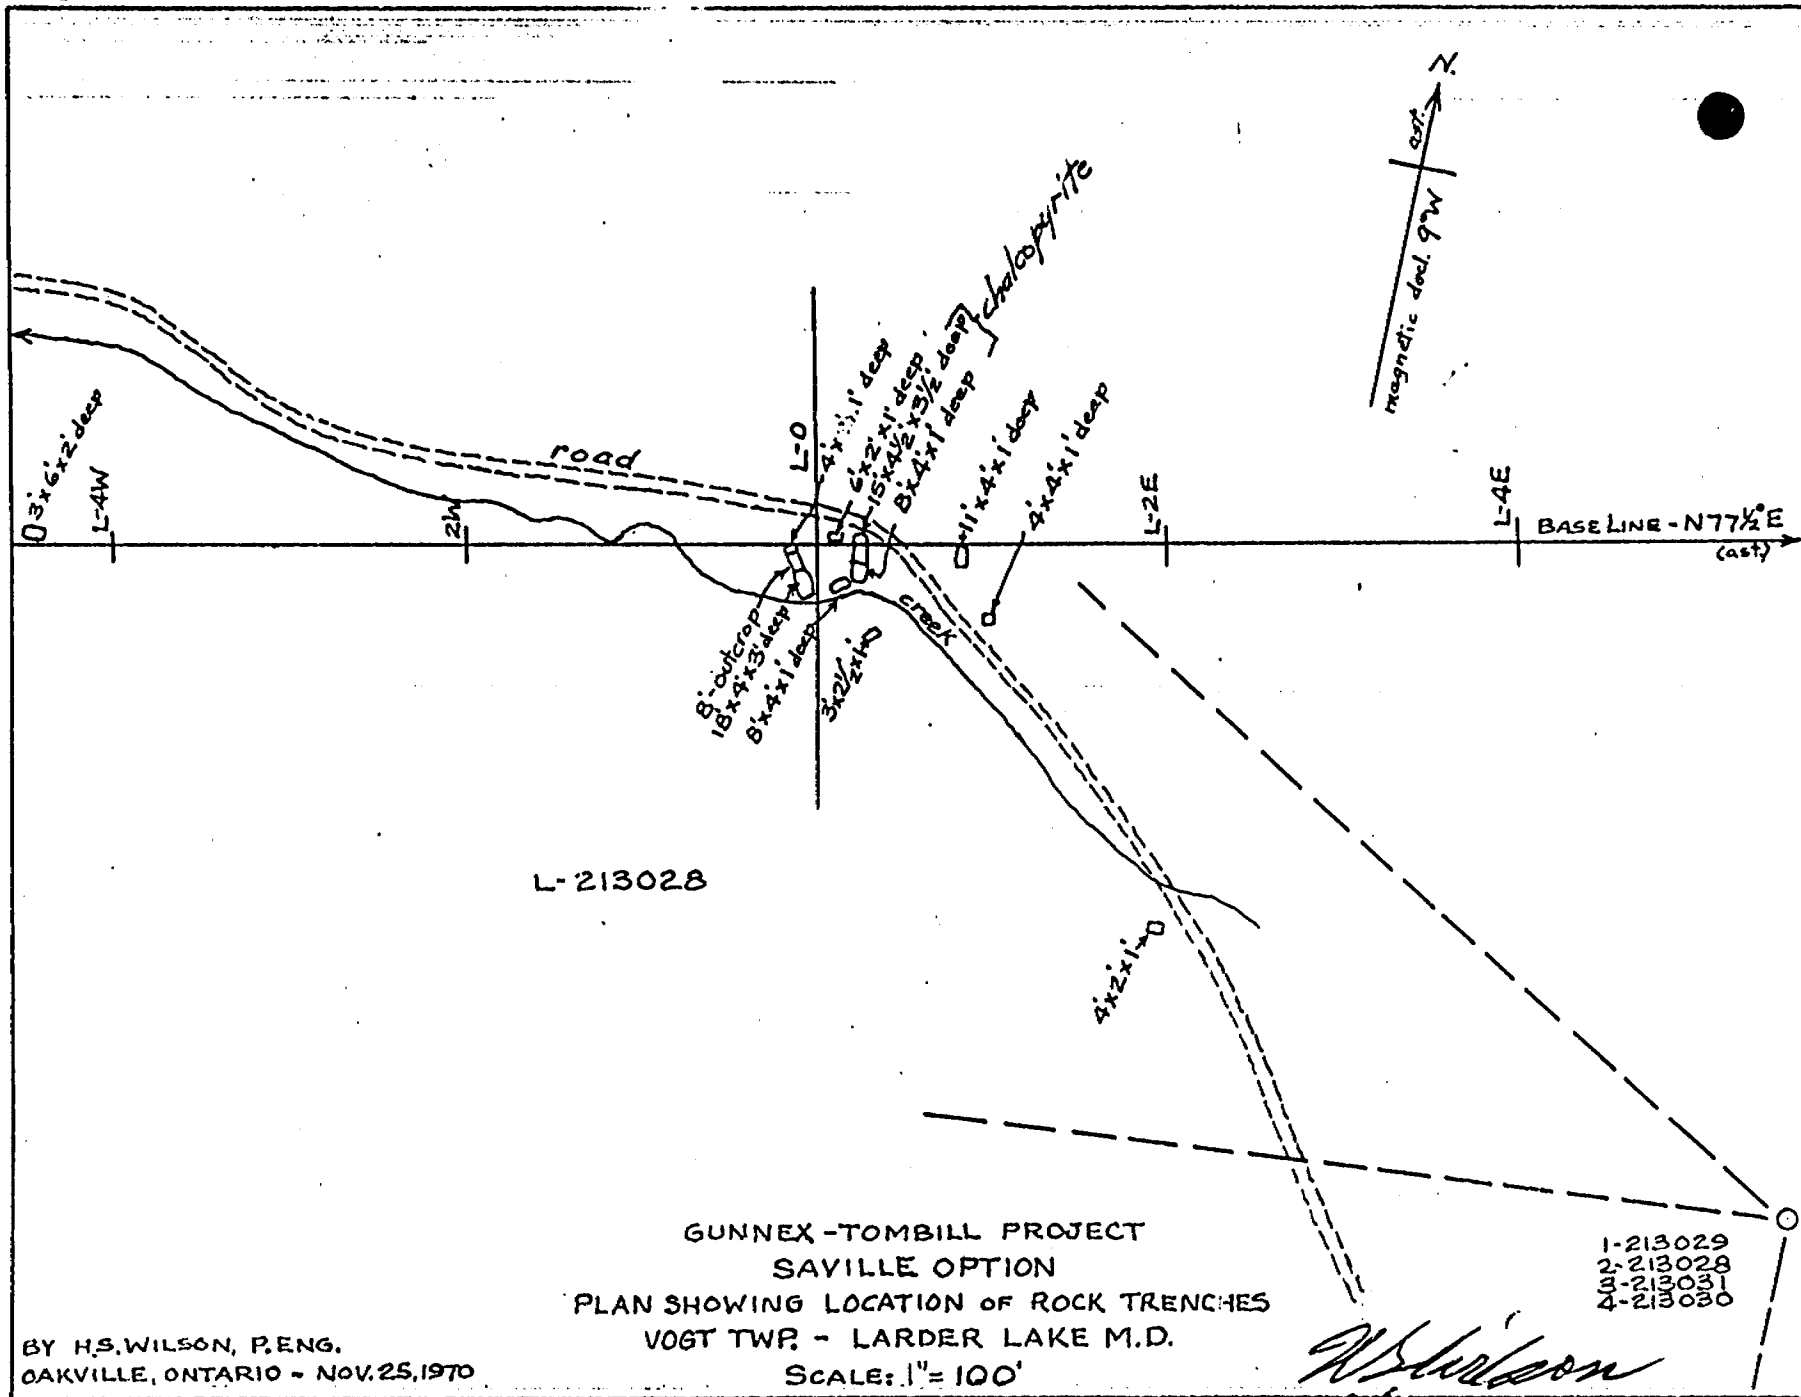 N.
ast.
magnetic decl. 9°W
chalcopyrite
4'x 1' deep
6'x2'x1' deep
15'x4½'x3½' deep
8'x4'x1' deep
11'x4'x1' deep
4'x4'x1' deep
3'x6'x2' deep
L-4W
2W
L-0
L-2E
L-4E
road
BASE LINE - N77½°E
(ast.)
creek
8'-outcrop
18'x4'x3' deep
8'x4'x1' deep
3'x2½'x1'
L-213028
4'x2'x1'
GUNNEX-TOMBILL PROJECT
SAVILLE OPTION
PLAN SHOWING LOCATION OF ROCK TRENCHES
VOGT TWP. - LARDER LAKE M.D.
SCALE: 1"= 100'
1-213029
2-213028
3-213031
4-213030
BY H.S. WILSON, P. ENG.
OAKVILLE, ONTARIO - NOV. 25, 1970
HS Wilson